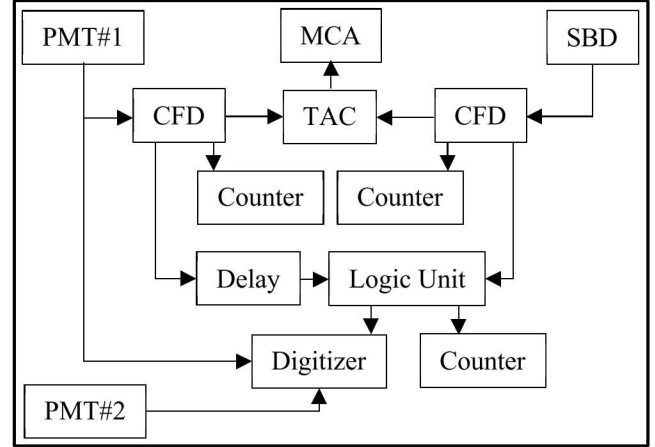 PMT#1
MCA
SBD
CFD
TAC
CFD
Counter
Counter
Delay
Logic Unit
Digitizer
Counter
PMT#2